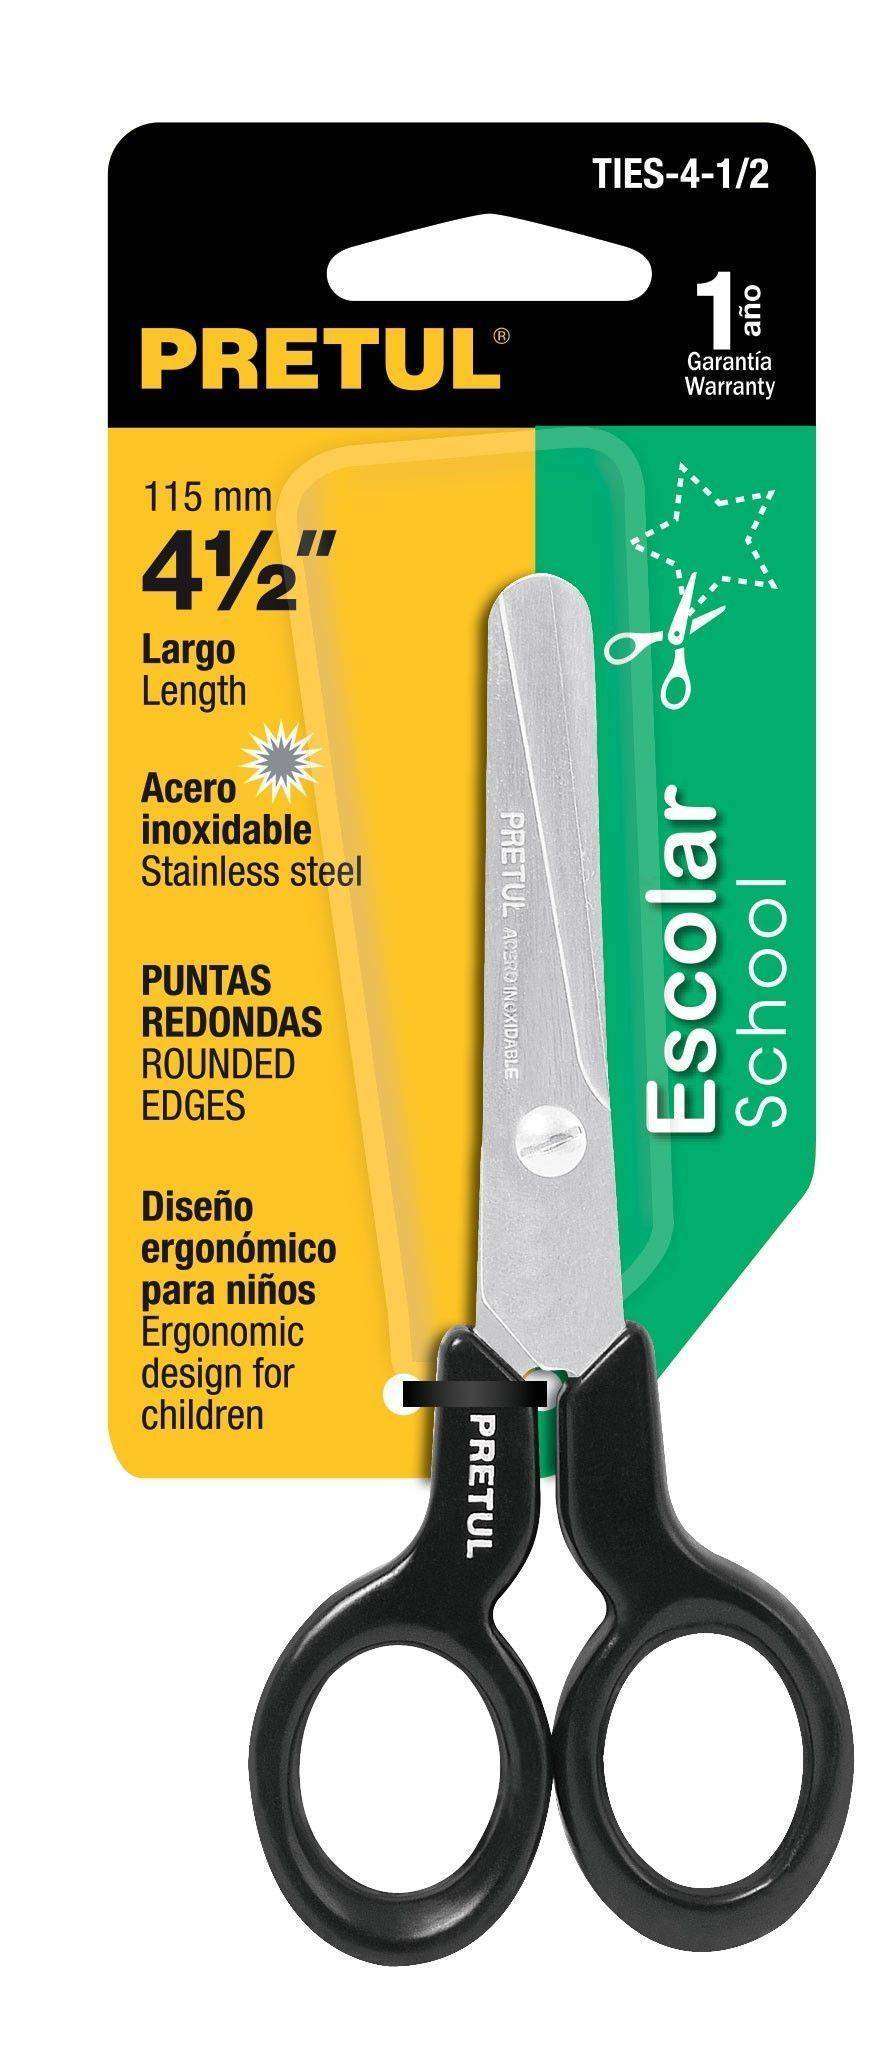 TIES-4-1/2
1 año
Garantía
Warranty
PRETUL®
115 mm
4½"
Largo
Length
Acero
inoxidable
Stainless steel
PUNTAS
REDONDAS
ROUNDED
EDGES
Diseño
ergonómico
para niños
Ergonomic
design for
children
Escolar
School
PRETUL ACERO INOXIDABLE
PRETUL